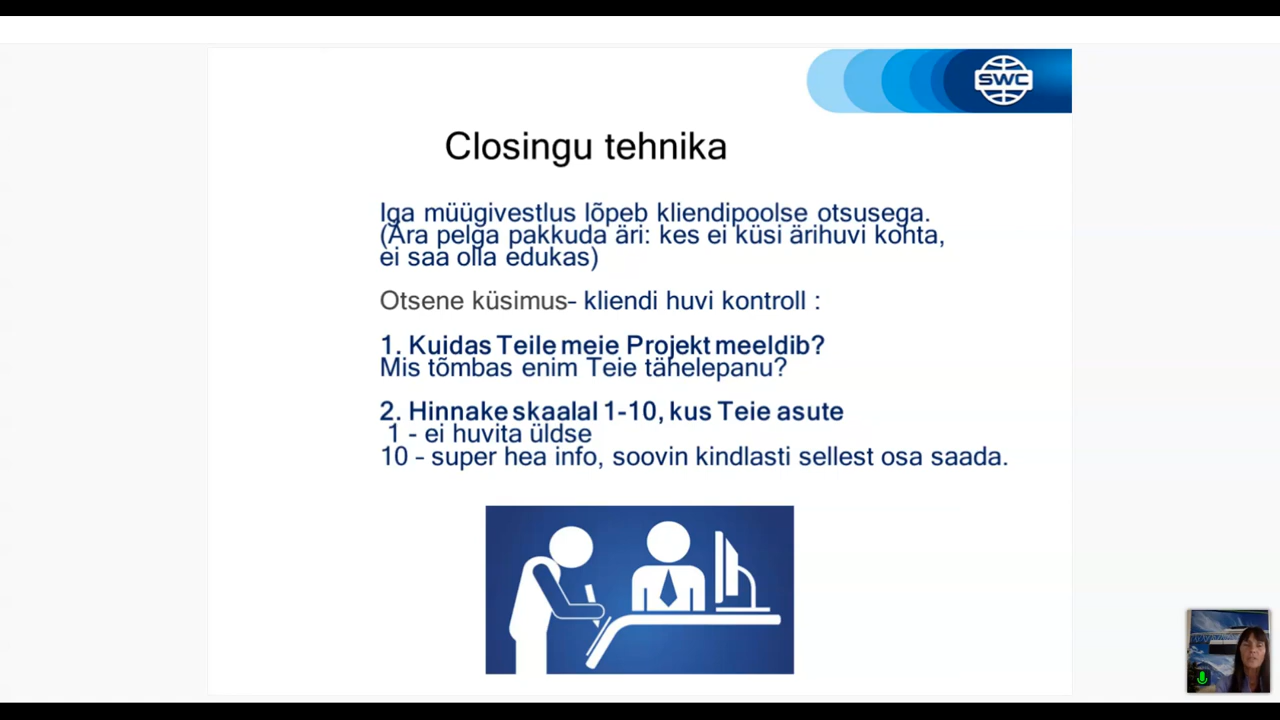 SWC
Closingu tehnika
Iga müügivestlus lõpeb kliendipoolse otsusega.
(Ära pelga pakkuda äri: kes ei küsi ärihuvi kohta,
ei saa olla edukas)
Otsene küsimus– kliendi huvi kontroll :
1. Kuidas Teile meie Projekt meeldib?
Mis tõmbas enim Teie tähelepanu?
2. Hinnake skaalal 1-10, kus Teie asute
1 - ei huvita üldse
10 – super hea info, soovin kindlasti sellest osa saada.